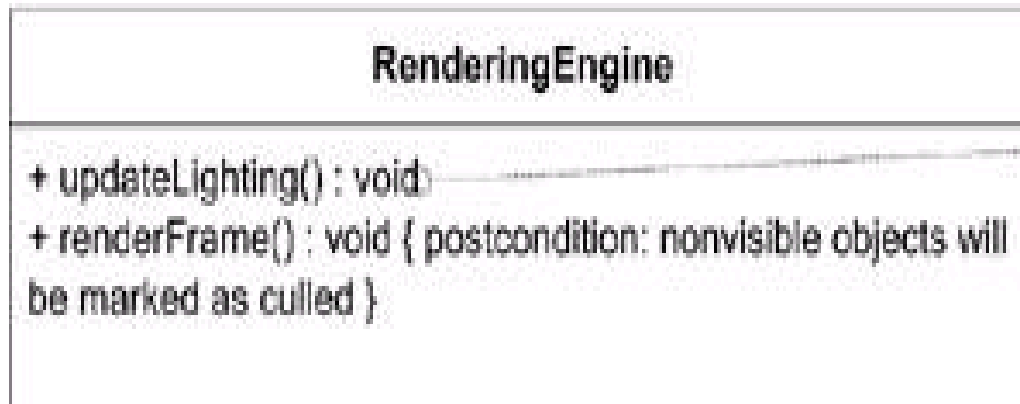 RenderingEngine
+ updateLighting() : void
+ renderFrame() : void { postcondition: nonvisible objects will
be marked as culled }